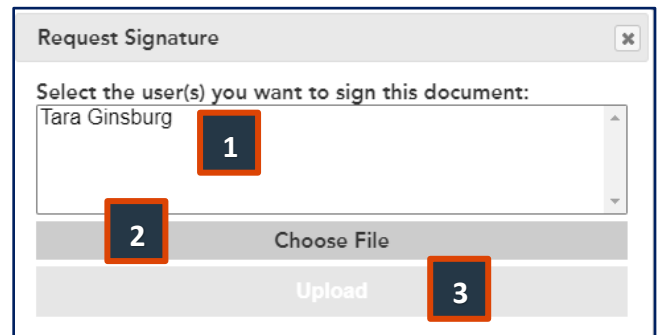 Request Signature
Select the user(s) you want to sign this document:
Tara Ginsburg
1
2
Choose File
Upload
3